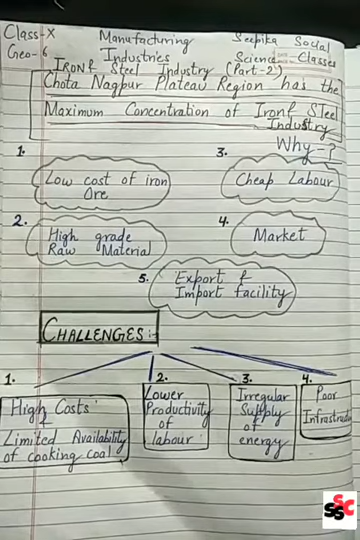 Class-X
Geo-6
Manufacturing
Industries
Seepika Social
Science Classes
Iron & Steel Industry (Part-2)
Chota Nagpur Plateau Region has the
Maximum Concentration of Iron & Steel
Industry
Why-?
1.
Low cost of iron
Ore
3.
Cheap Labour
2.
High grade
Raw Material
4.
Market
5.
Export &
Import facility
CHALLENGES:-
1.
High Costs
&
Limited Availability
of cooking coal
2.
Lower
Productivity
of
labour
3.
Irregular
Supply
of
energy
4.
Poor
SSC